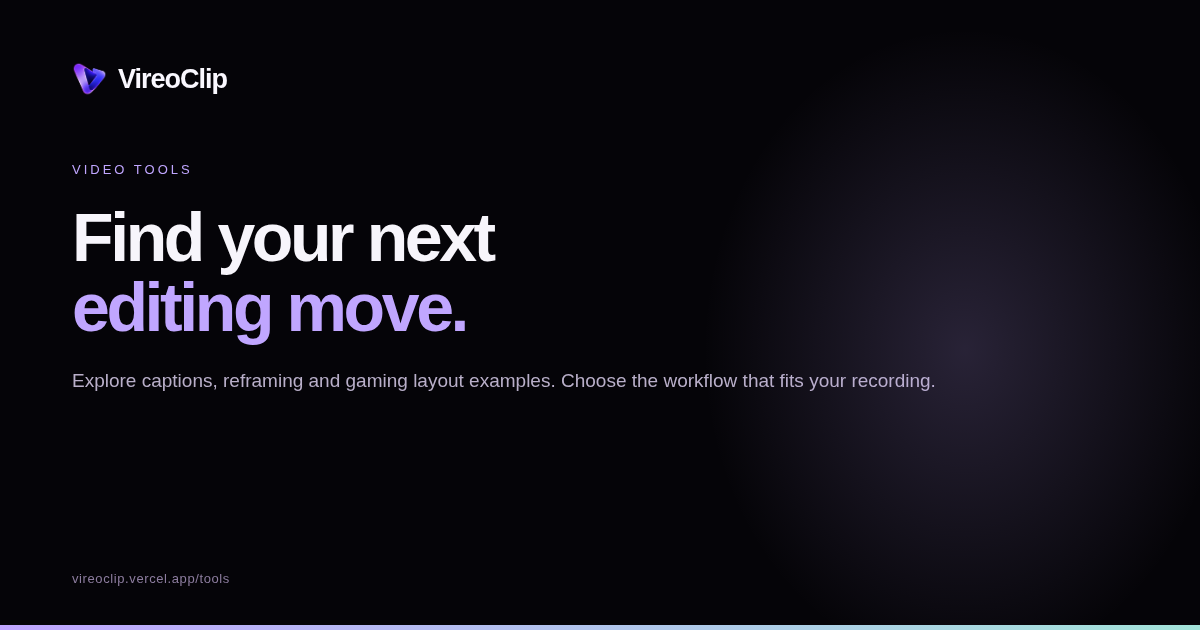 VireoClip
VIDEO TOOLS
Find your next
editing move.
Explore captions, reframing and gaming layout examples. Choose the workflow that fits your recording.
vireoclip.vercel.app/tools